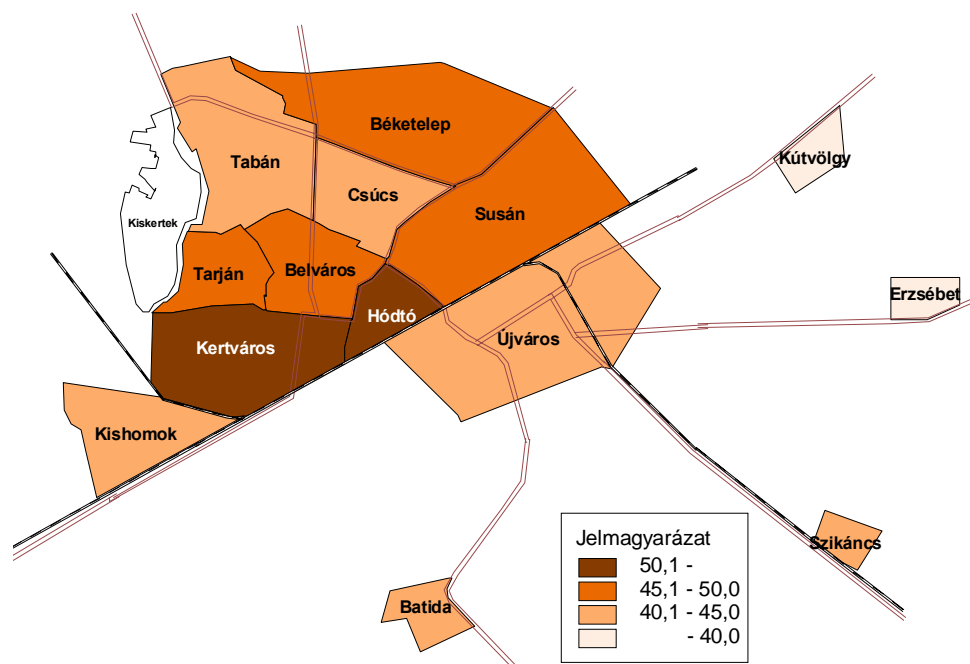 Béketelep
Kútvölgy
Tabán
Csúcs
Kiskertek
Susán
Tarján
Belváros
Erzsébet
Hódtó
Újváros
Kertváros
Kishomok
Szikáncs
Batida
Jelmagyarázat
50,1 -
45,1 - 50,0
40,1 - 45,0
- 40,0